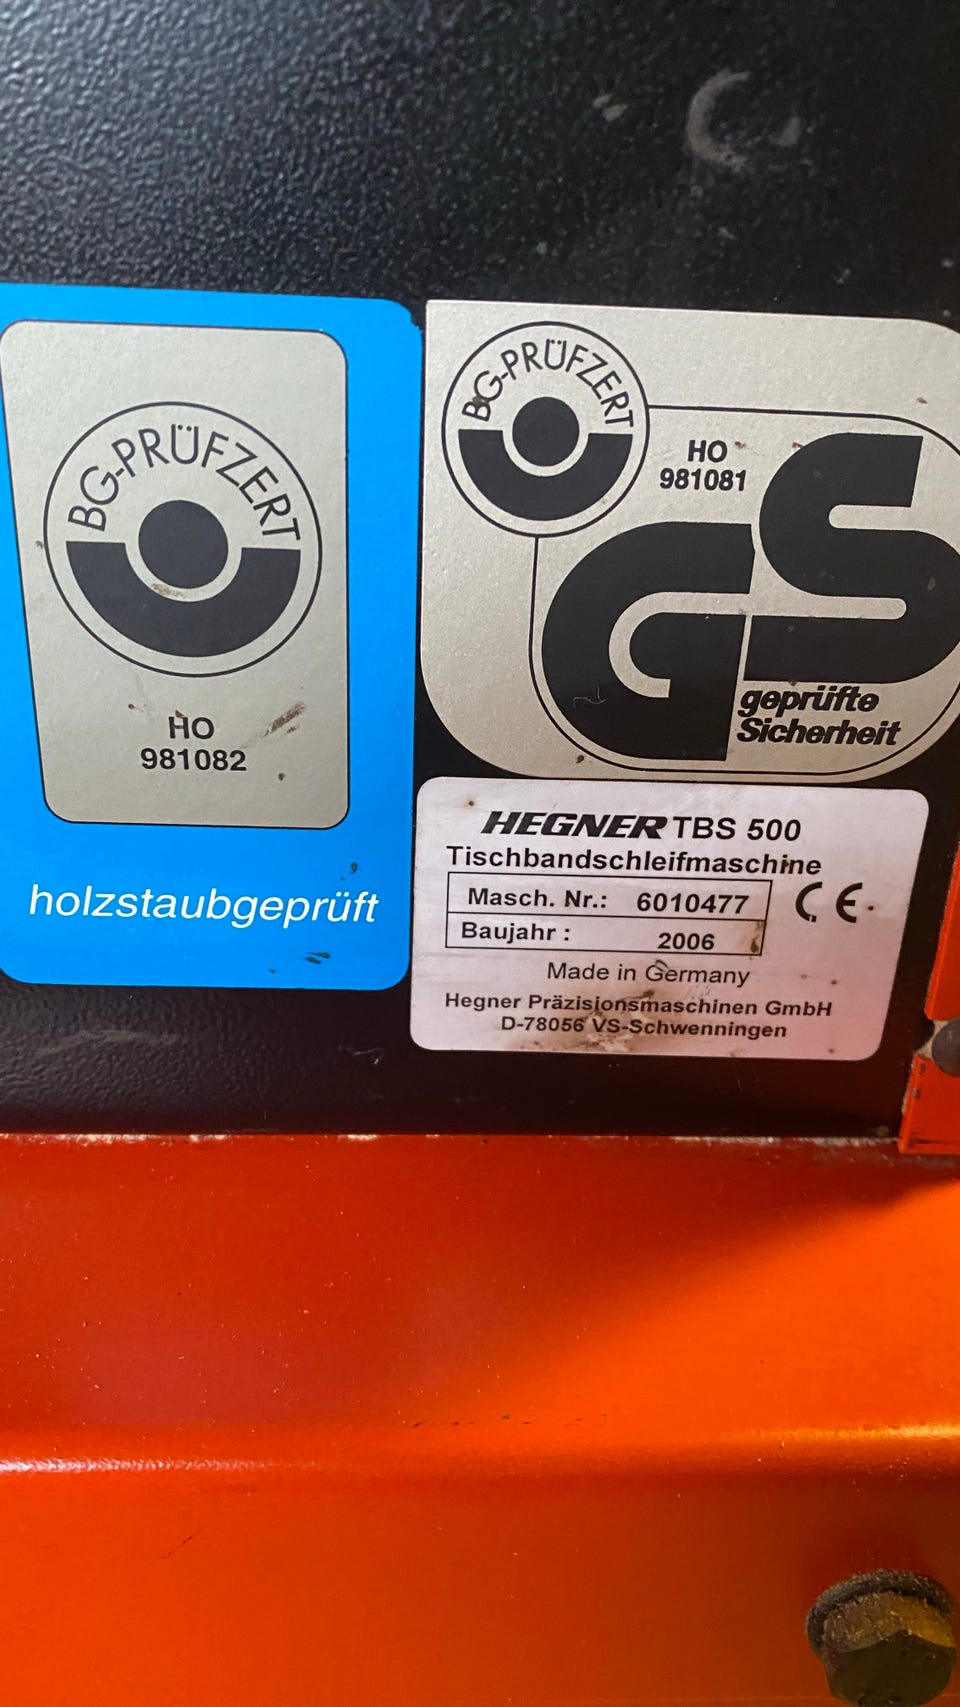 BG-PRÜFZERT
HO
981082
holzstaubgeprüft
BG-PRÜFZERT
HO
981081
GS
geprüfte
Sicherheit
HEGNER TBS 500
Tischbandschleifmaschine
Masch. Nr.: 6010477
Baujahr : 2006
CE
Made in Germany
Hegner Präzisionsmaschinen GmbH
D-78056 VS-Schwenningen